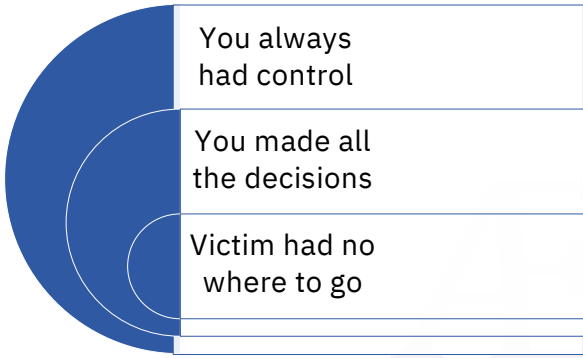 You always
had control
You made all
the decisions
Victim had no
where to go